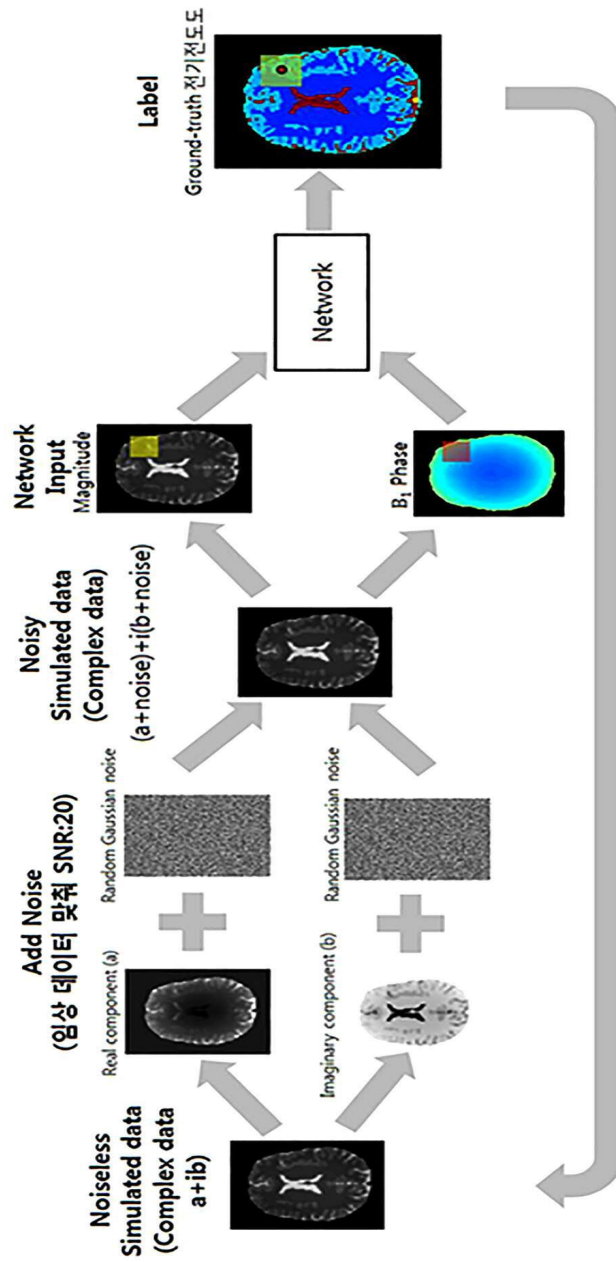 Noiseless
Simulated data
(Complex data
a+ib)
Add Noise
(임상 데이터 맞춰 SNR:20)
Real component (a)
Random Gaussian noise
Imaginary component (b)
Random Gaussian noise
Noisy
Simulated data
(Complex data)
(a+noise)+i(b+noise)
Network
Input
Magnitude
B₁ Phase
Network
Label
Ground-truth 전기전도도